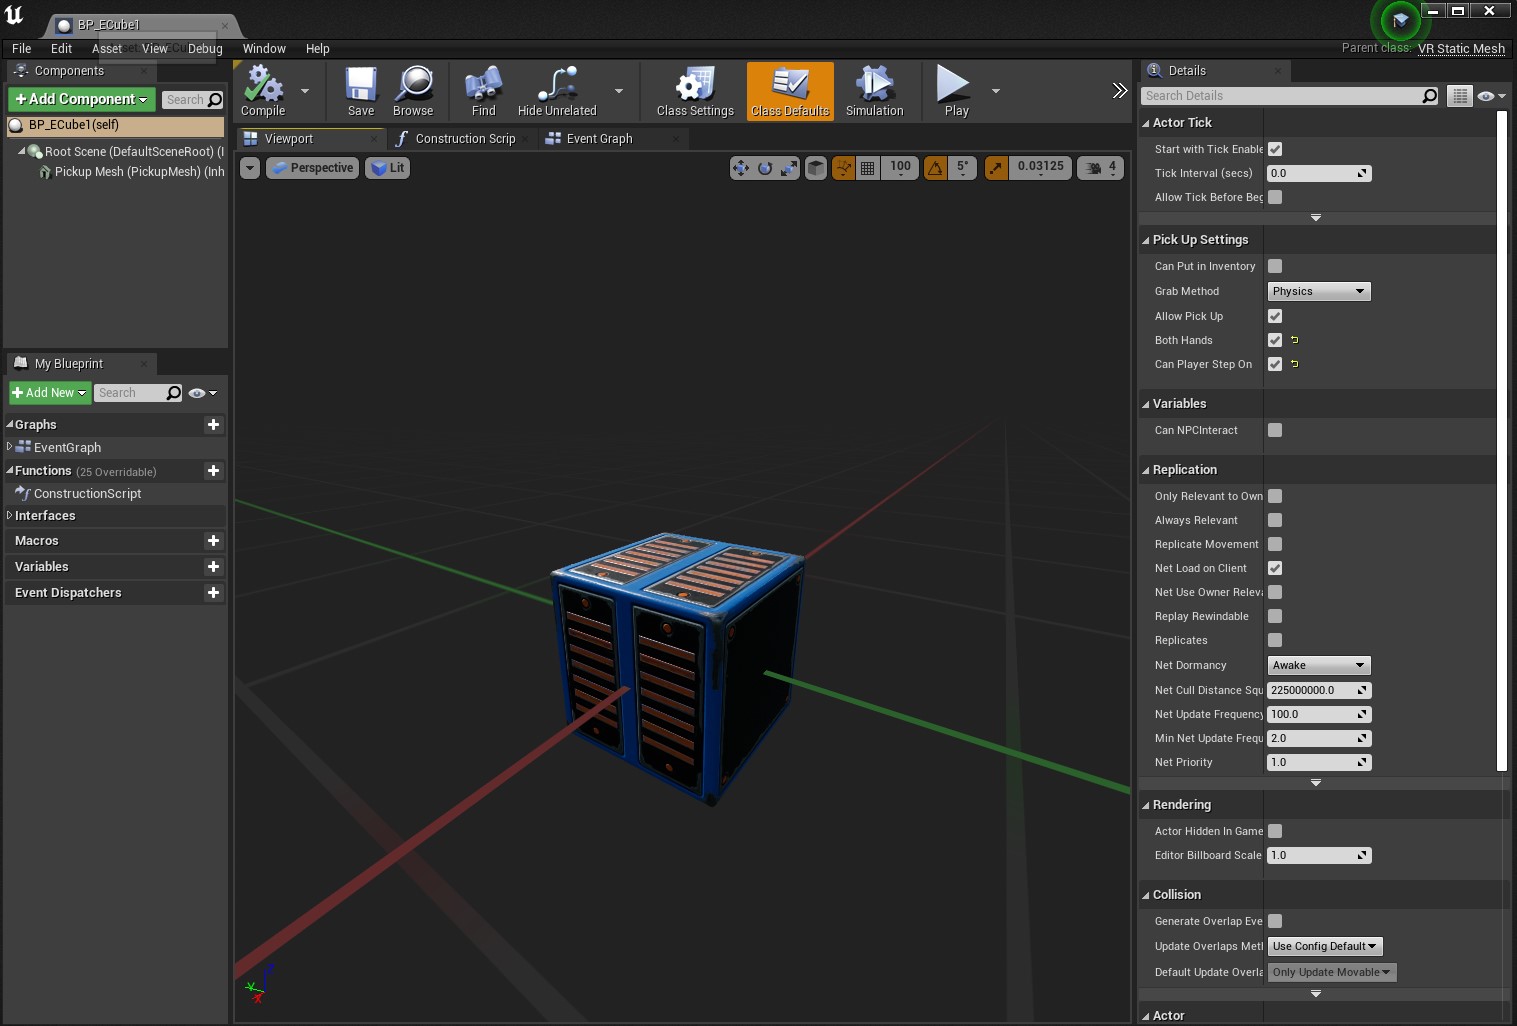 BP_ECube1
File Edit Asset View Debug Window Help
Parent class: VR Static Mesh
Components
+ Add Component
Search
BP_ECube1(self)
Root Scene (DefaultSceneRoot) (I
Pickup Mesh (PickupMesh) (Inh
My Blueprint
+ Add New
Search
Graphs
EventGraph
Functions (25 Overridable)
ConstructionScript
Interfaces
Macros
Variables
Event Dispatchers
Compile
Save
Browse
Find
Hide Unrelated
Class Settings
Class Defaults
Simulation
Play
Viewport
Construction Scrip
Event Graph
Perspective
Lit
100
5°
0.03125
4
Details
Search Details
Actor Tick
Start with Tick Enable
Tick Interval (secs) 0.0
Allow Tick Before Beg
Pick Up Settings
Can Put in Inventory
Grab Method Physics
Allow Pick Up
Both Hands
Can Player Step On
Variables
Can NPCInteract
Replication
Only Relevant to Own
Always Relevant
Replicate Movement
Net Load on Client
Net Use Owner Releva
Replay Rewindable
Replicates
Net Dormancy Awake
Net Cull Distance Squ 225000000.0
Net Update Frequency 100.0
Min Net Update Frequ 2.0
Net Priority 1.0
Rendering
Actor Hidden In Game
Editor Billboard Scale 1.0
Collision
Generate Overlap Eve
Update Overlaps Meth Use Config Default
Default Update Overla Only Update Movable
Actor